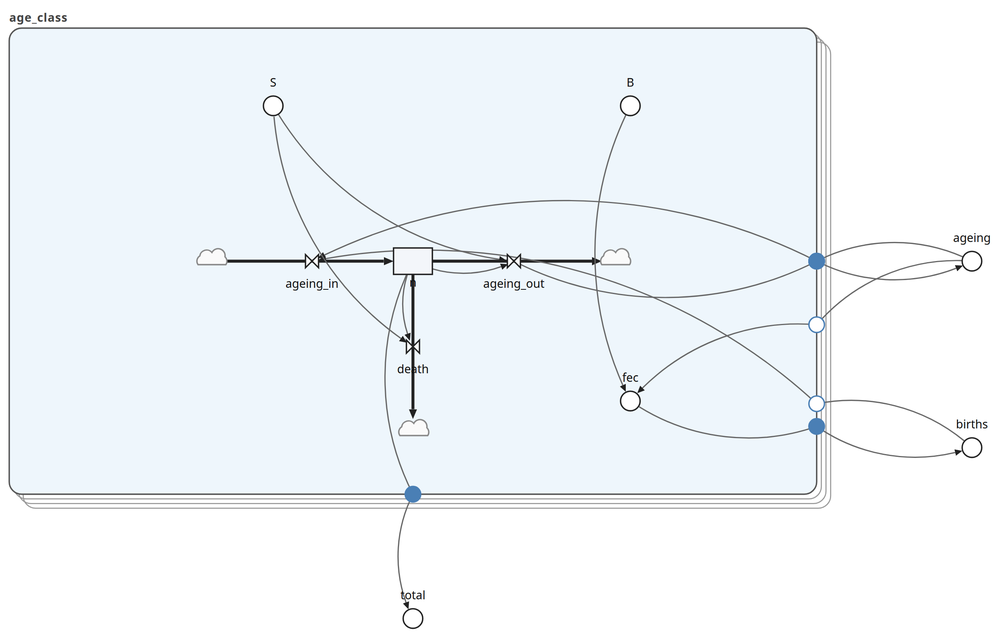 age_class
S
B
ageing
ageing_in
n
ageing_out
death
fec
births
total